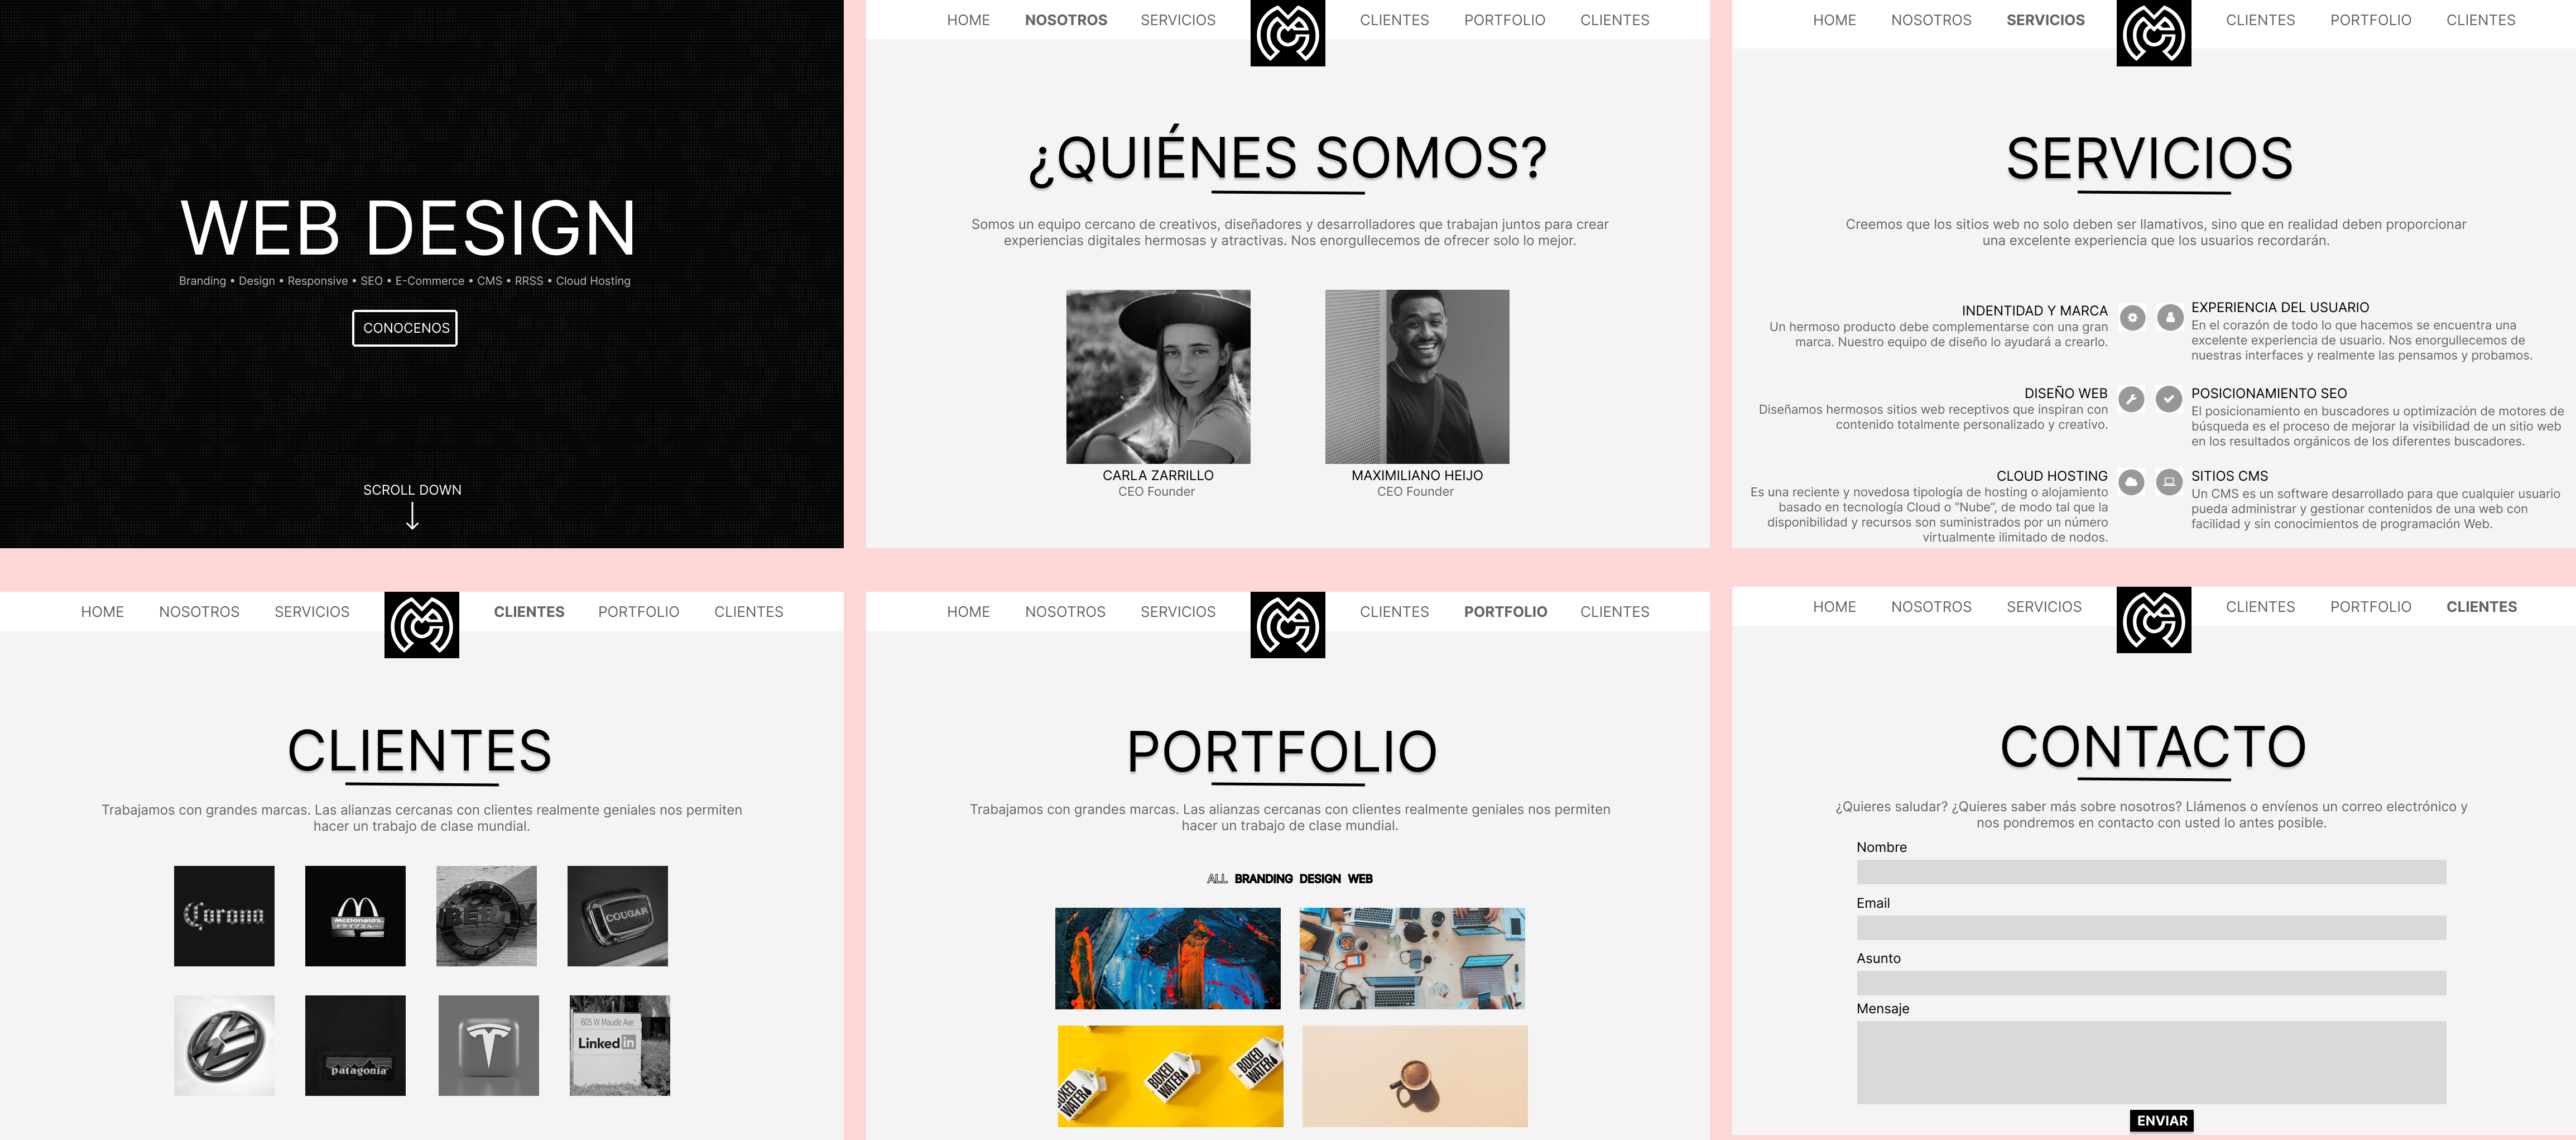 WEB DESIGN
Branding • Design • Responsive • SEO • E-Commerce • CMS • RRSS • Cloud Hosting
CONOCENOS
SCROLL DOWN
HOME NOSOTROS SERVICIOS CLIENTES PORTFOLIO CLIENTES
¿QUIÉNES SOMOS?
Somos un equipo cercano de creativos, diseñadores y desarrolladores que trabajan juntos para crear
experiencias digitales hermosas y atractivas. Nos enorgullecemos de ofrecer solo lo mejor.
CARLA ZARRILLO
CEO Founder
MAXIMILIANO HEIJO
CEO Founder
HOME NOSOTROS SERVICIOS CLIENTES PORTFOLIO CLIENTES
SERVICIOS
Creemos que los sitios web no solo deben ser llamativos, sino que en realidad deben proporcionar
una excelente experiencia que los usuarios recordarán.
INDENTIDAD Y MARCA
Un hermoso producto debe complementarse con una gran
marca. Nuestro equipo de diseño lo ayudará a crearlo.
EXPERIENCIA DEL USUARIO
En el corazón de todo lo que hacemos se encuentra una
excelente experiencia de usuario. Nos enorgullecemos de
nuestras interfaces y realmente las pensamos y probamos.
DISEÑO WEB
Diseñamos hermosos sitios web receptivos que inspiran con
contenido totalmente personalizado y creativo.
POSICIONAMIENTO SEO
El posicionamiento en buscadores u optimización de motores de
búsqueda es el proceso de mejorar la visibilidad de un sitio web
en los resultados orgánicos de los diferentes buscadores.
CLOUD HOSTING
Es una reciente y novedosa tipología de hosting o alojamiento
basado en tecnología Cloud o “Nube”, de modo tal que la
disponibilidad y recursos son suministrados por un número
virtualmente ilimitado de nodos.
SITIOS CMS
Un CMS es un software desarrollado para que cualquier usuario
pueda administrar y gestionar contenidos de una web con
facilidad y sin conocimientos de programación Web.
HOME NOSOTROS SERVICIOS CLIENTES PORTFOLIO CLIENTES
CLIENTES
Trabajamos con grandes marcas. Las alianzas cercanas con clientes realmente geniales nos permiten
hacer un trabajo de clase mundial.
Corona
McDonald's
ドライブスルー
COUGAR
patagonia
605 W Maude Ave
Linked in
HOME NOSOTROS SERVICIOS CLIENTES PORTFOLIO CLIENTES
PORTFOLIO
Trabajamos con grandes marcas. Las alianzas cercanas con clientes realmente geniales nos permiten
hacer un trabajo de clase mundial.
ALL BRANDING DESIGN WEB
BOXED
WATER
BOXED
WATER
BOXED
WATER
HOME NOSOTROS SERVICIOS CLIENTES PORTFOLIO CLIENTES
CONTACTO
¿Quieres saludar? ¿Quieres saber más sobre nosotros? Llámenos o envíenos un correo electrónico y
nos pondremos en contacto con usted lo antes posible.
Nombre
Email
Asunto
Mensaje
ENVIAR